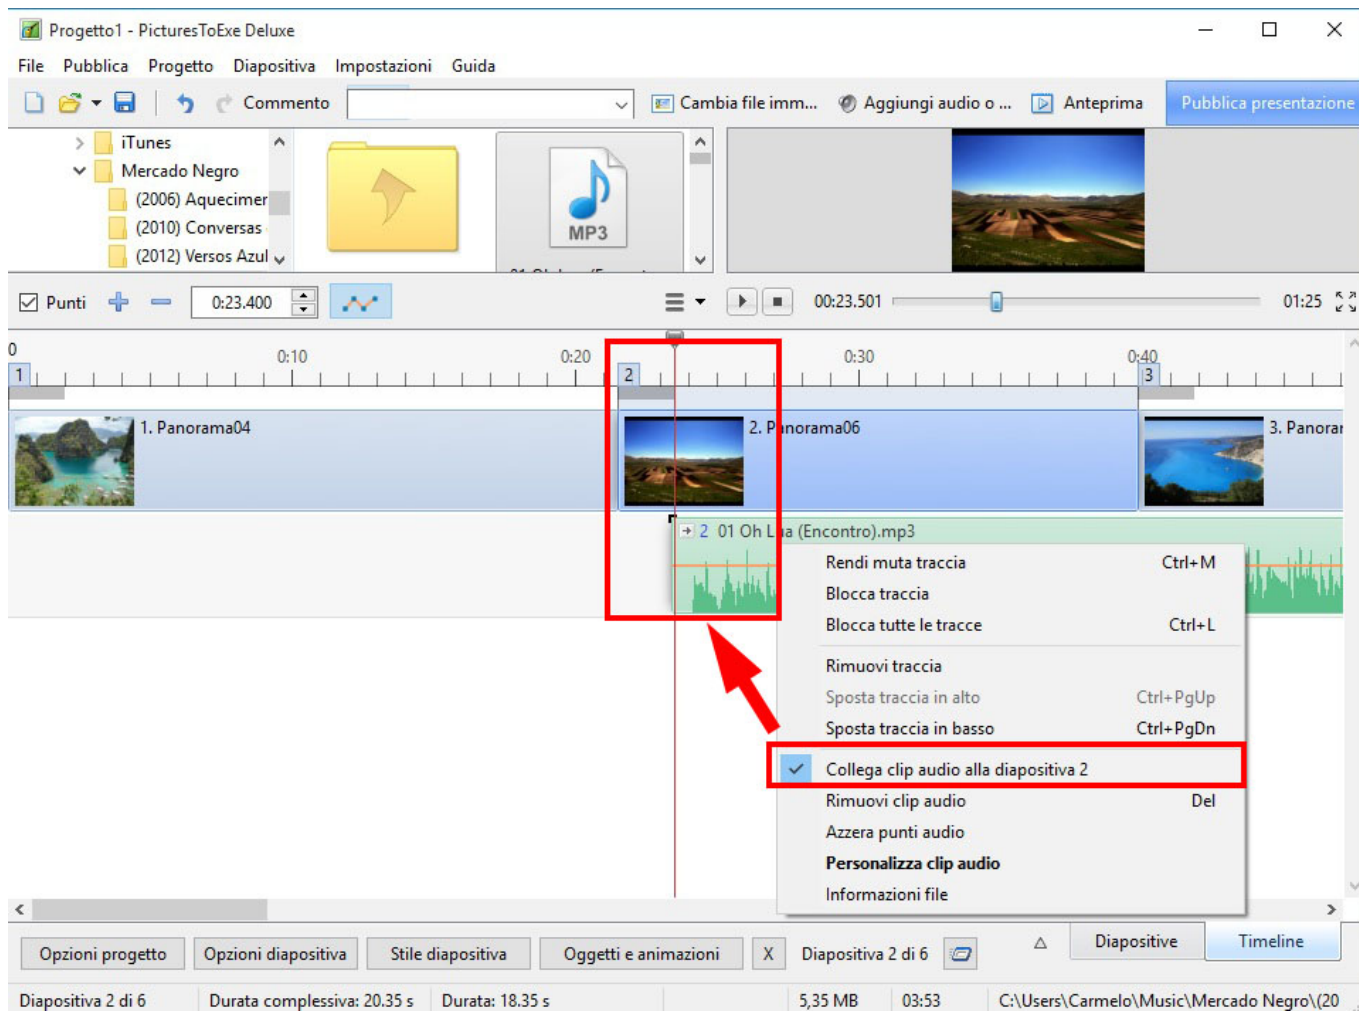 Progetto1 - PicturesToExe Deluxe
File Pubblica Progetto Diapositiva Impostazioni Guida
Commento Cambia file imm... Aggiungi audio o ... Anteprima Pubblica presentazione
iTunes
Mercado Negro
(2006) Aquecimer
(2010) Conversas
(2012) Versos Azul
MP3
Punti 0:23.400 00:23.501 01:25
0 0:10 0:20 0:30 0:40
1 2 3
1. Panorama04 2. Panorama06 3. Panorar
2 01 Oh Lua (Encontro).mp3
Rendi muta traccia Ctrl+M
Blocca traccia
Blocca tutte le tracce Ctrl+L
Rimuovi traccia
Sposta traccia in alto Ctrl+PgUp
Sposta traccia in basso Ctrl+PgDn
Collega clip audio alla diapositiva 2
Rimuovi clip audio Del
Azzera punti audio
Personalizza clip audio
Informazioni file
Opzioni progetto Opzioni diapositiva Stile diapositiva Oggetti e animazioni X Diapositiva 2 di 6 Diapositive Timeline
Diapositiva 2 di 6 Durata complessiva: 20.35 s Durata: 18.35 s 5,35 MB 03:53 C:\Users\Carmelo\Music\Mercado Negro\(20